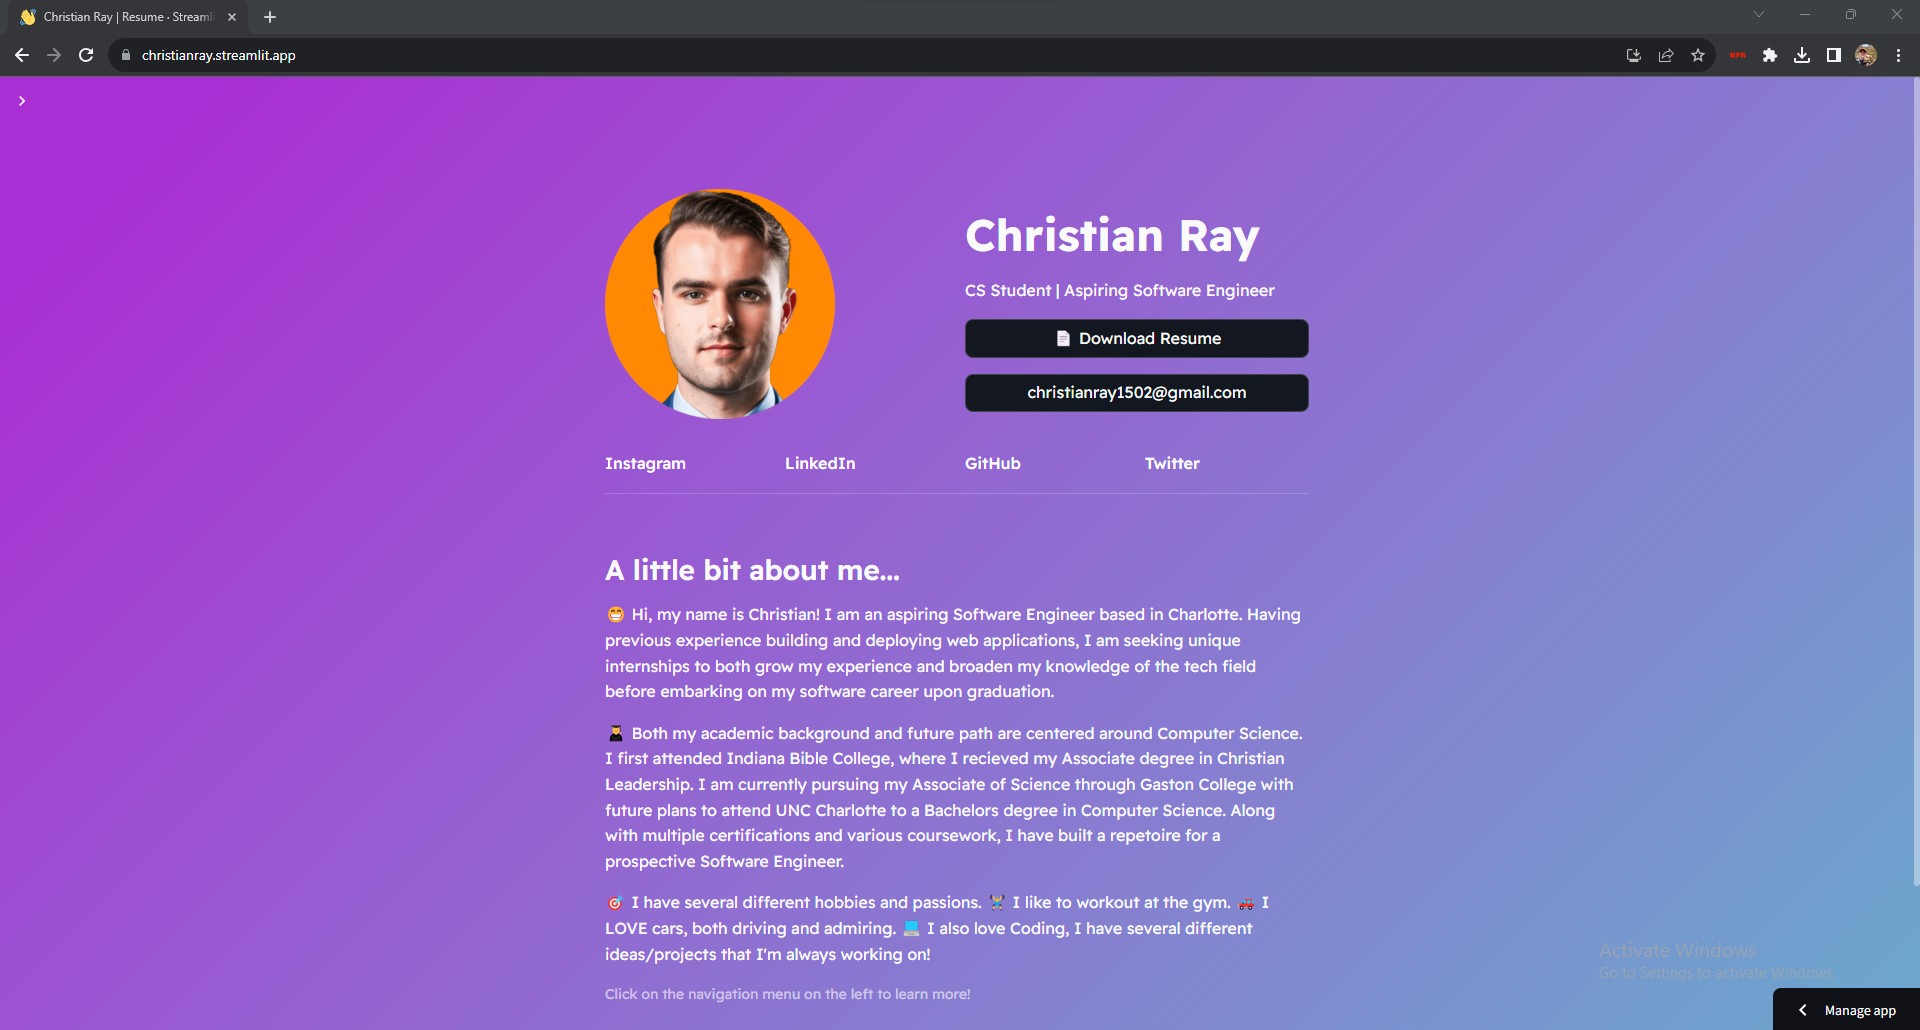 Christian Ray | Resume · Streamli
christianray.streamlit.app
Christian Ray
CS Student | Aspiring Software Engineer
📄 Download Resume
christianray1502@gmail.com
Instagram LinkedIn GitHub Twitter
A little bit about me...
😁 Hi, my name is Christian! I am an aspiring Software Engineer based in Charlotte. Having
previous experience building and deploying web applications, I am seeking unique
internships to both grow my experience and broaden my knowledge of the tech field
before embarking on my software career upon graduation.
👨‍🎓 Both my academic background and future path are centered around Computer Science.
I first attended Indiana Bible College, where I recieved my Associate degree in Christian
Leadership. I am currently pursuing my Associate of Science through Gaston College with
future plans to attend UNC Charlotte to a Bachelors degree in Computer Science. Along
with multiple certifications and various coursework, I have built a repetoire for a
prospective Software Engineer.
🎯 I have several different hobbies and passions. 🏋️ I like to workout at the gym. 🛻 I
LOVE cars, both driving and admiring. 💻 I also love Coding, I have several different
ideas/projects that I'm always working on!
Click on the navigation menu on the left to learn more!
Activate Windows
Go to Settings to activate Windows.
Manage app